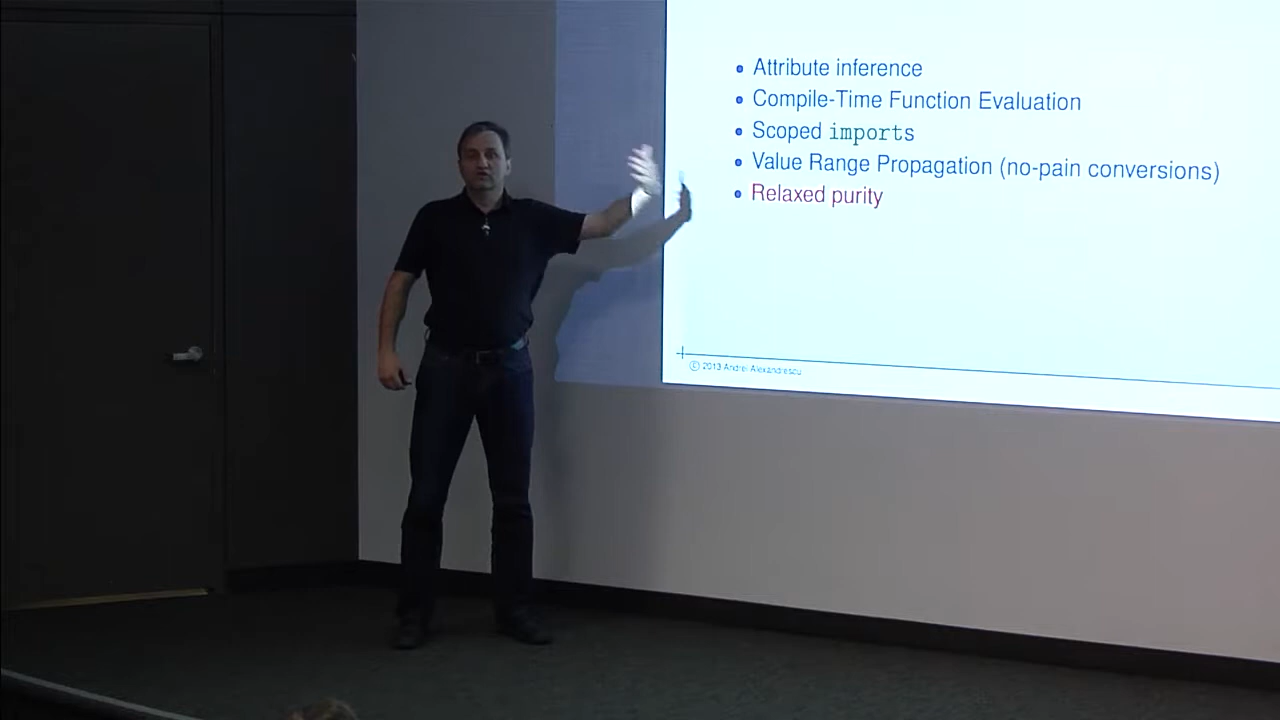 Attribute inference
Compile-Time Function Evaluation
Scoped imports
Value Range Propagation (no-pain conversions)
Relaxed purity
© 2013 Andrei Alexandrescu